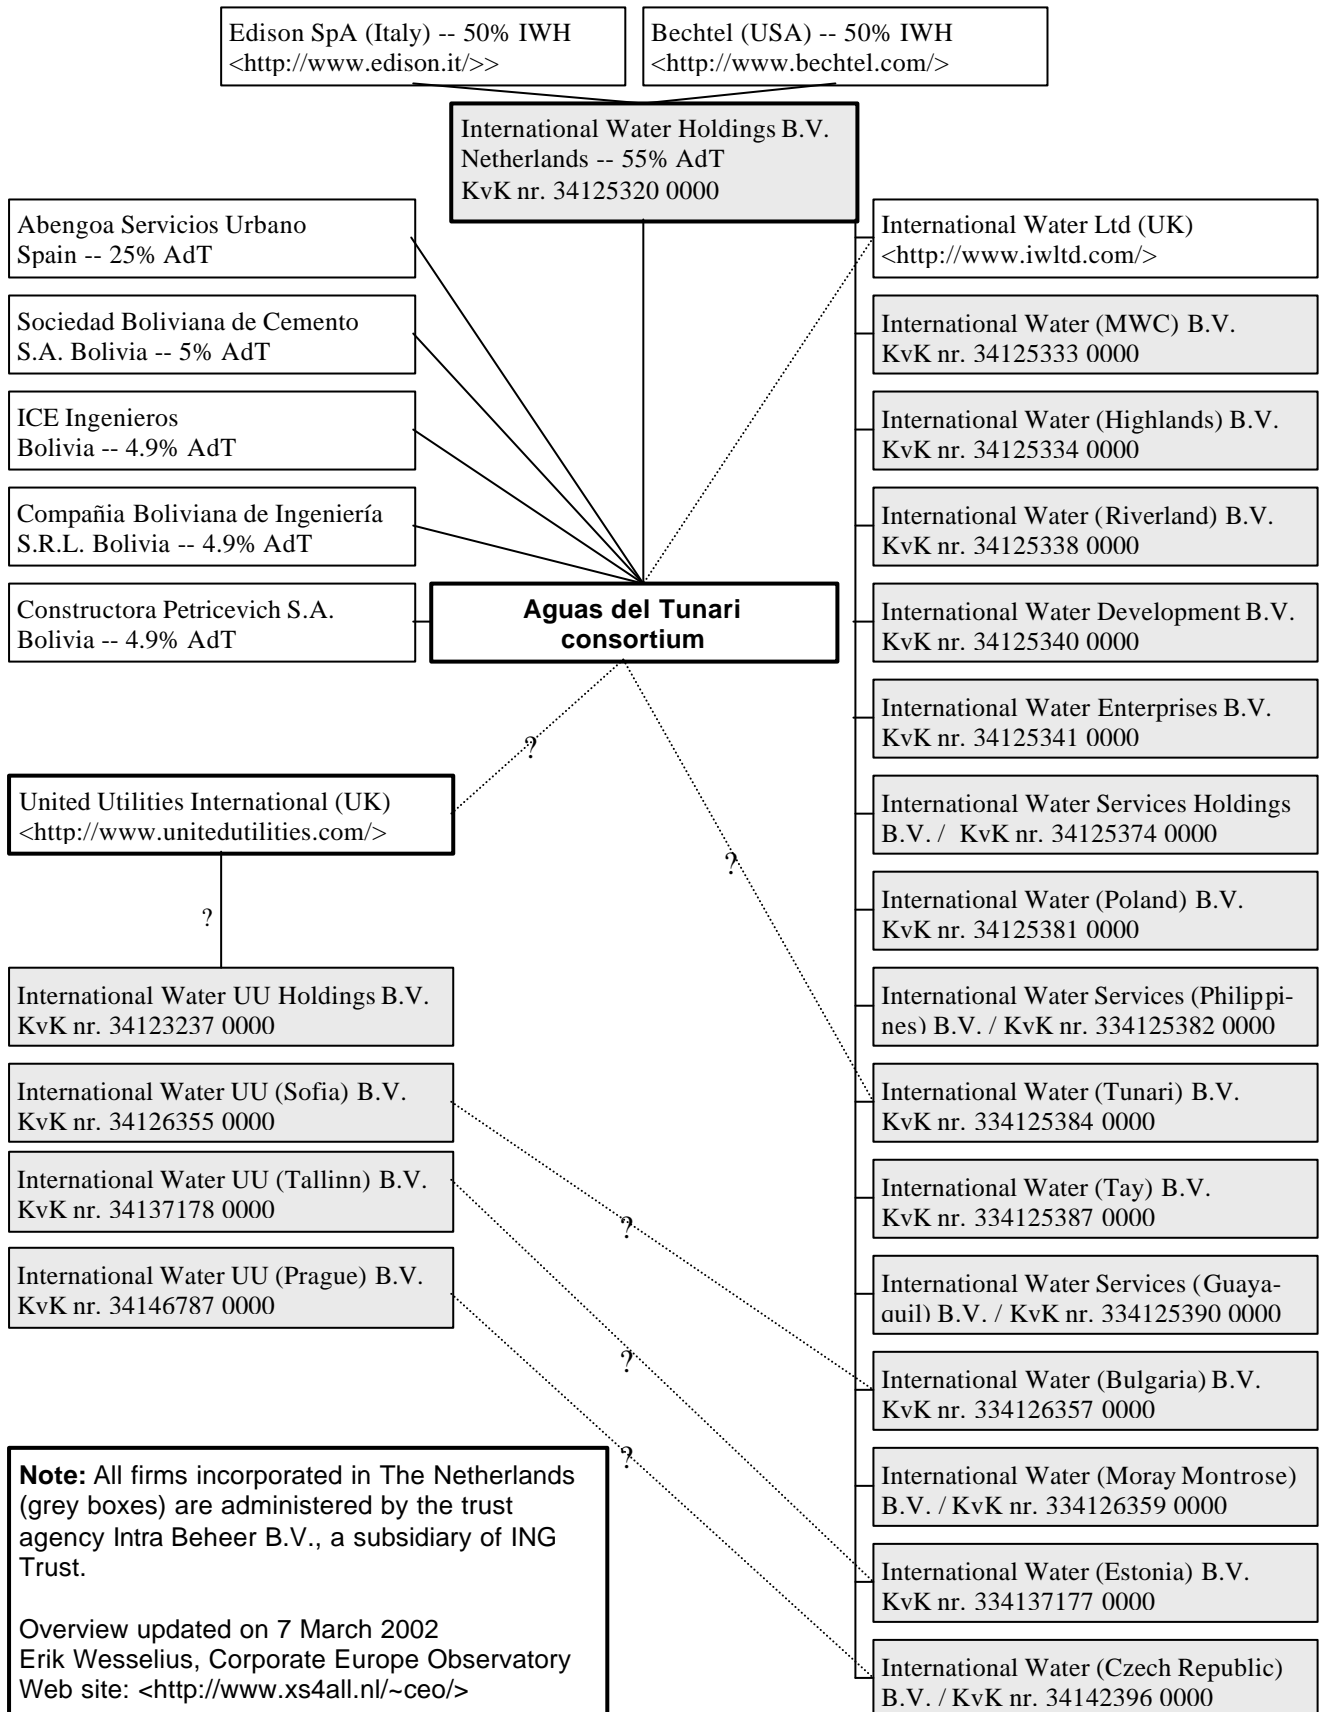 Edison SpA (Italy) -- 50% IWH
<http://www.edison.it/>>
Bechtel (USA) -- 50% IWH
<http://www.bechtel.com/>
International Water Holdings B.V.
Netherlands -- 55% AdT
KvK nr. 34125320 0000
Abengoa Servicios Urbano
Spain -- 25% AdT
Sociedad Boliviana de Cemento
S.A. Bolivia -- 5% AdT
ICE Ingenieros
Bolivia -- 4.9% AdT
Compañia Boliviana de Ingeniería
S.R.L. Bolivia -- 4.9% AdT
Constructora Petricevich S.A.
Bolivia -- 4.9% AdT
Aguas del Tunari
consortium
?
?
United Utilities International (UK)
<http://www.unitedutilities.com/>
?
International Water UU Holdings B.V.
KvK nr. 34123237 0000
International Water UU (Sofia) B.V.
KvK nr. 34126355 0000
International Water UU (Tallinn) B.V.
KvK nr. 34137178 0000
International Water UU (Prague) B.V.
KvK nr. 34146787 0000
?
?
?
International Water Ltd (UK)
<http://www.iwltd.com/>
International Water (MWC) B.V.
KvK nr. 34125333 0000
International Water (Highlands) B.V.
KvK nr. 34125334 0000
International Water (Riverland) B.V.
KvK nr. 34125338 0000
International Water Development B.V.
KvK nr. 34125340 0000
International Water Enterprises B.V.
KvK nr. 34125341 0000
International Water Services Holdings
B.V. / KvK nr. 34125374 0000
International Water (Poland) B.V.
KvK nr. 34125381 0000
International Water Services (Philippi-
nes) B.V. / KvK nr. 334125382 0000
International Water (Tunari) B.V.
KvK nr. 334125384 0000
International Water (Tay) B.V.
KvK nr. 334125387 0000
International Water Services (Guaya-
quil) B.V. / KvK nr. 334125390 0000
International Water (Bulgaria) B.V.
KvK nr. 334126357 0000
International Water (Moray Montrose)
B.V. / KvK nr. 334126359 0000
International Water (Estonia) B.V.
KvK nr. 334137177 0000
International Water (Czech Republic)
B.V. / KvK nr. 34142396 0000
Note: All firms incorporated in The Netherlands
(grey boxes) are administered by the trust
agency Intra Beheer B.V., a subsidiary of ING
Trust.
Overview updated on 7 March 2002
Erik Wesselius, Corporate Europe Observatory
Web site: <http://www.xs4all.nl/~ceo/>